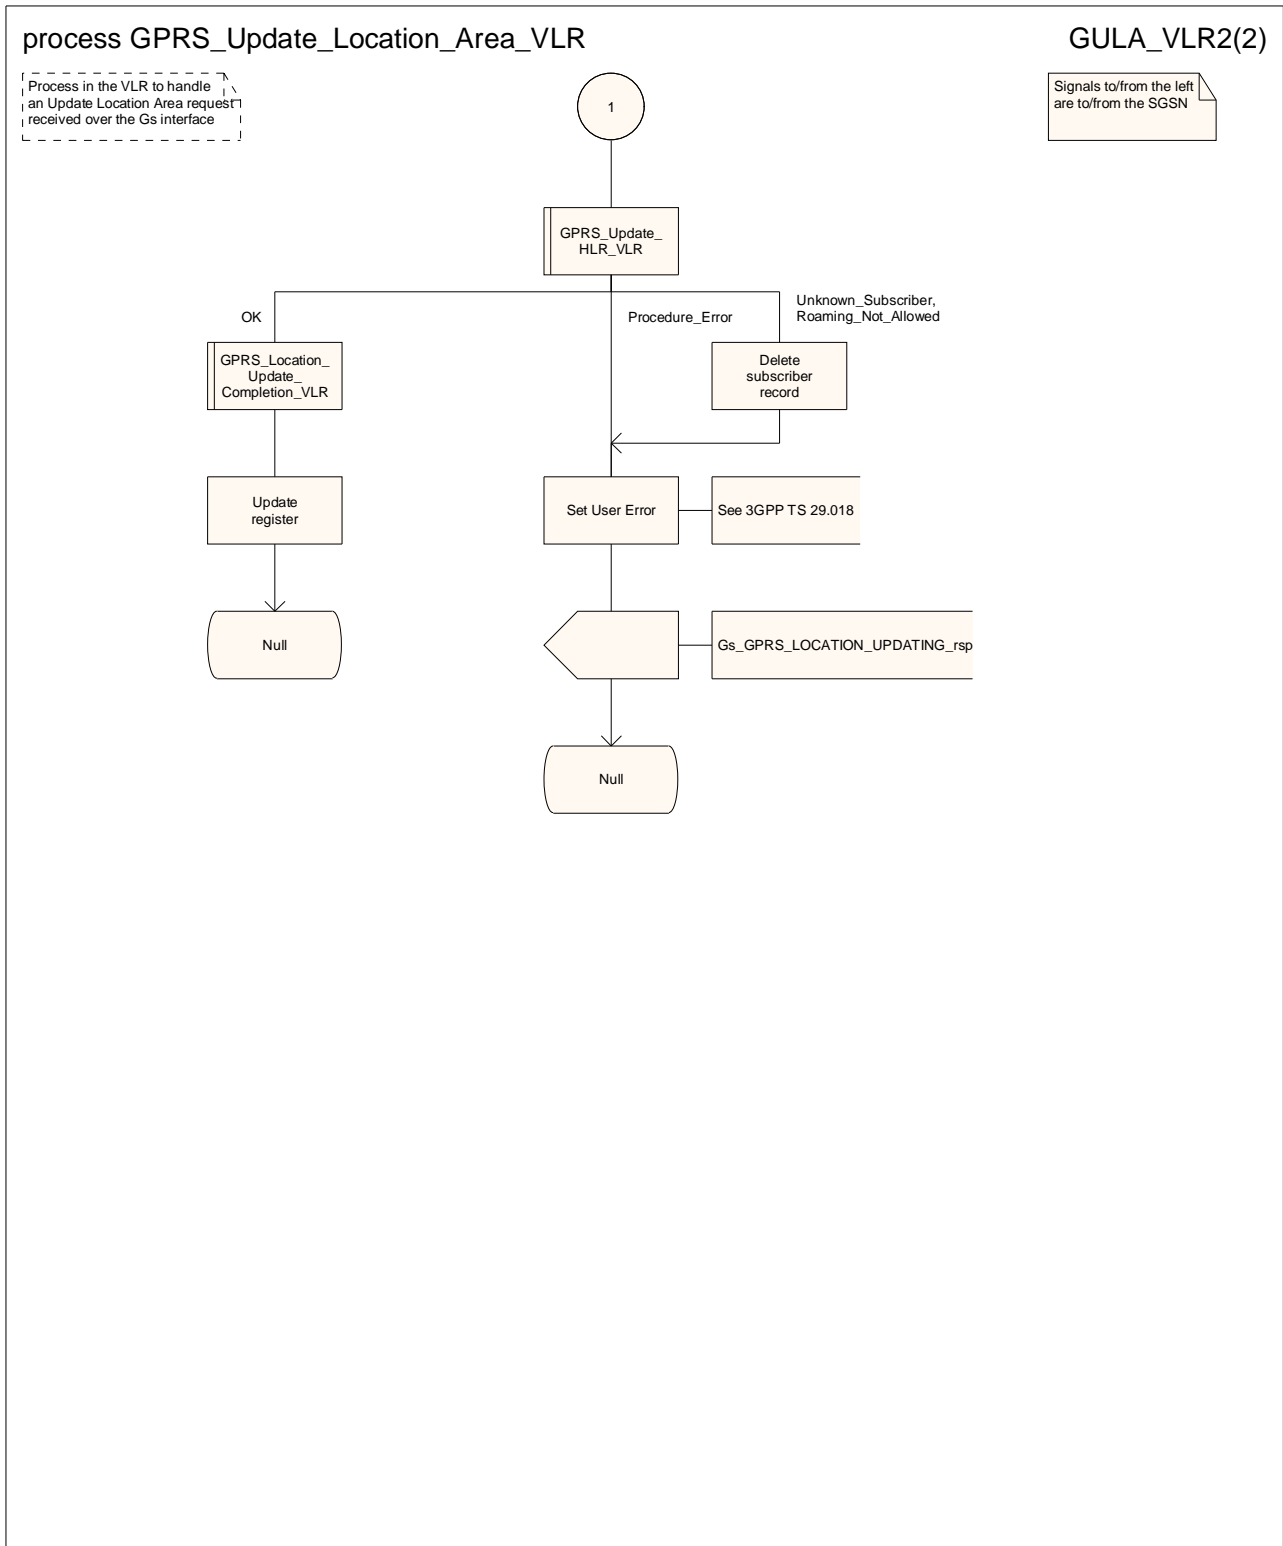 process GPRS_Update_Location_Area_VLR
GULA_VLR2(2)
Process in the VLR to handle
an Update Location Area request
received over the Gs interface
1
Signals to/from the left
are to/from the SGSN
GPRS_Update_
HLR_VLR
OK
Procedure_Error
Unknown_Subscriber,
Roaming_Not_Allowed
GPRS_Location_
Update_
Completion_VLR
Delete
subscriber
record
Update
register
Set User Error
See 3GPP TS 29.018
Null
Gs_GPRS_LOCATION_UPDATING_rsp
Null